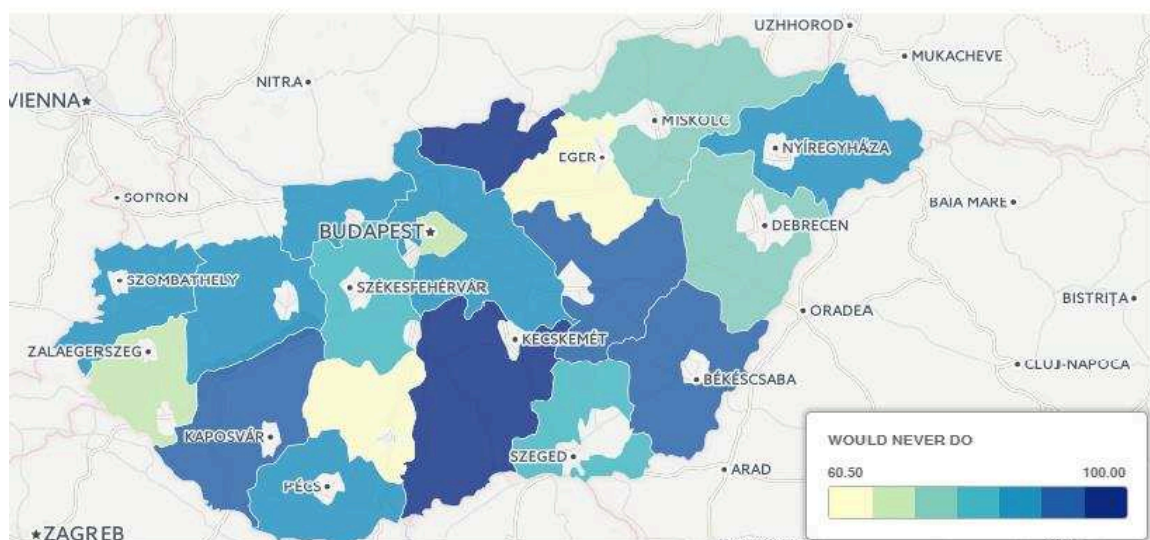 UZHHOROD
MUKACHEVE
NITRA
VIENNA
MISKOLC
NYÍREGYHÁZA
EGER
SOPRON
BAIA MARE
DEBRECEN
BUDAPEST
SZOMBATHELY
SZÉKESFEHÉRVÁR
BISTRIȚA
ORADEA
KECSKEMÉT
ZALAEGERSZEG
CLUJ-NAPOCA
BÉKÉSCSABA
KAPOSVÁR
SZEGED
ARAD
PÉCS
ZAGREB
WOULD NEVER DO
60.50 100.00